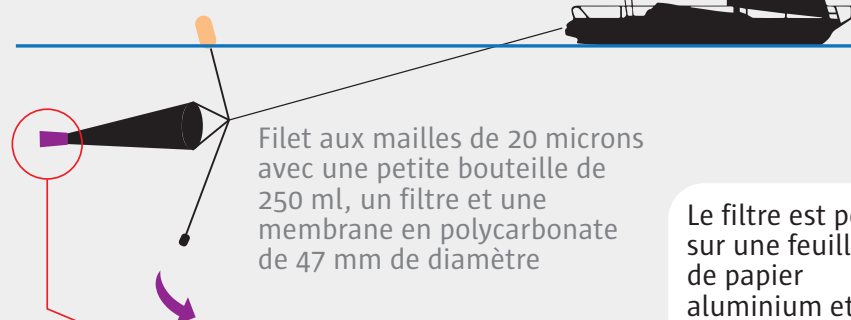 Filet aux mailles de 20 microns
avec une petite bouteille de
250 ml, un filtre et une
membrane en polycarbonate
de 47 mm de diamètre
Le filtre est
sur une feuill
de papier
aluminium et